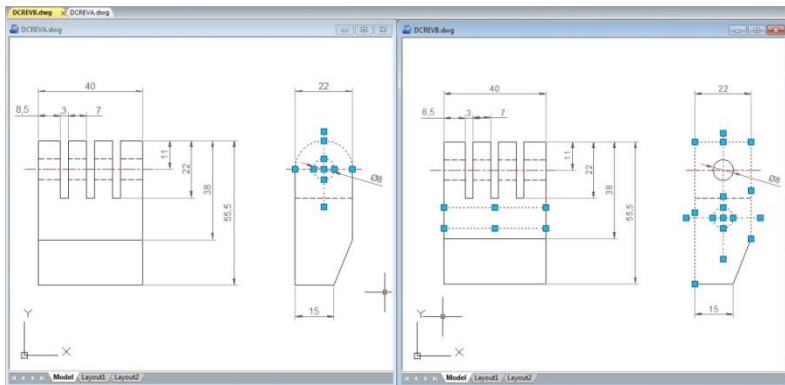 DCREVB.dwg DCREVA.dwg
DCREVA.dwg
40
22
8,5
3
7
11
22
38
55,5
Ø8
15
Y
X
Model Layout1 Layout2
DCREVB.dwg
40
22
8,5
3
7
11
22
38
55,5
Ø8
15
Y
X
Model Layout1 Layout2